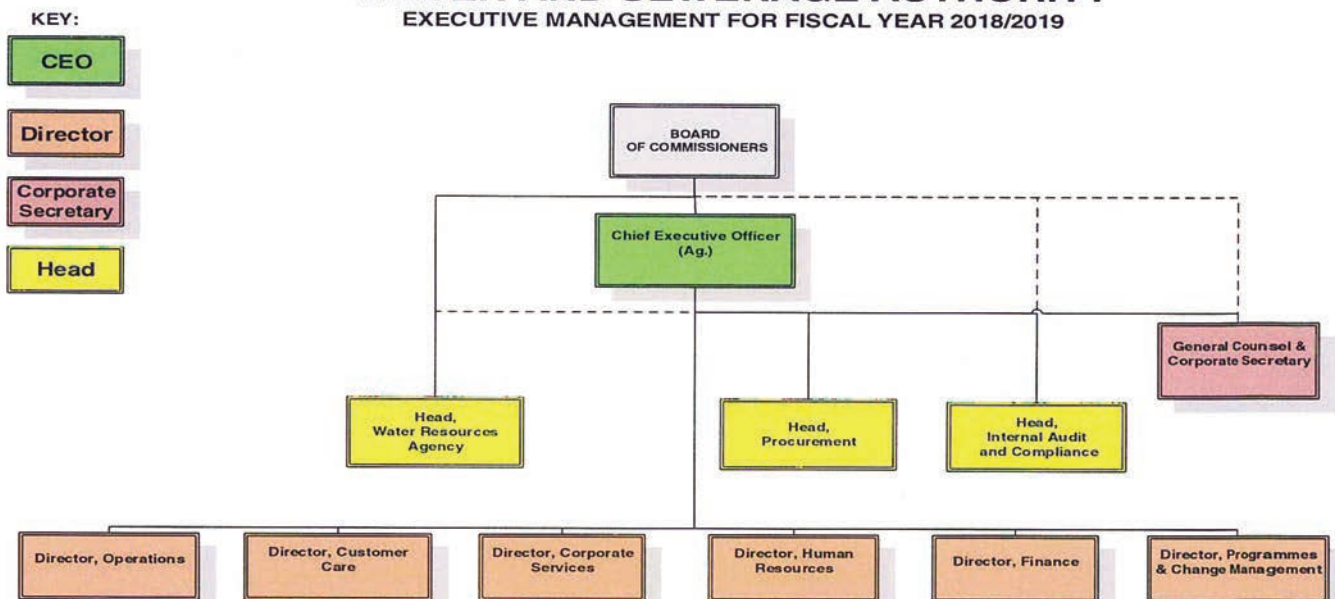 EXECUTIVE MANAGEMENT FOR FISCAL YEAR 2018/2019
KEY:
CEO
Director
Corporate
Secretary
Head
BOARD
OF COMMISSIONERS
Chief Executive Officer
(Ag.)
General Counsel &
Corporate Secretary
Head,
Water Resources
Agency
Head,
Procurement
Head,
Internal Audit
and Compliance
Director, Operations
Director, Customer
Care
Director, Corporate
Services
Director, Human
Resources
Director, Finance
Director, Programmes
& Change Management